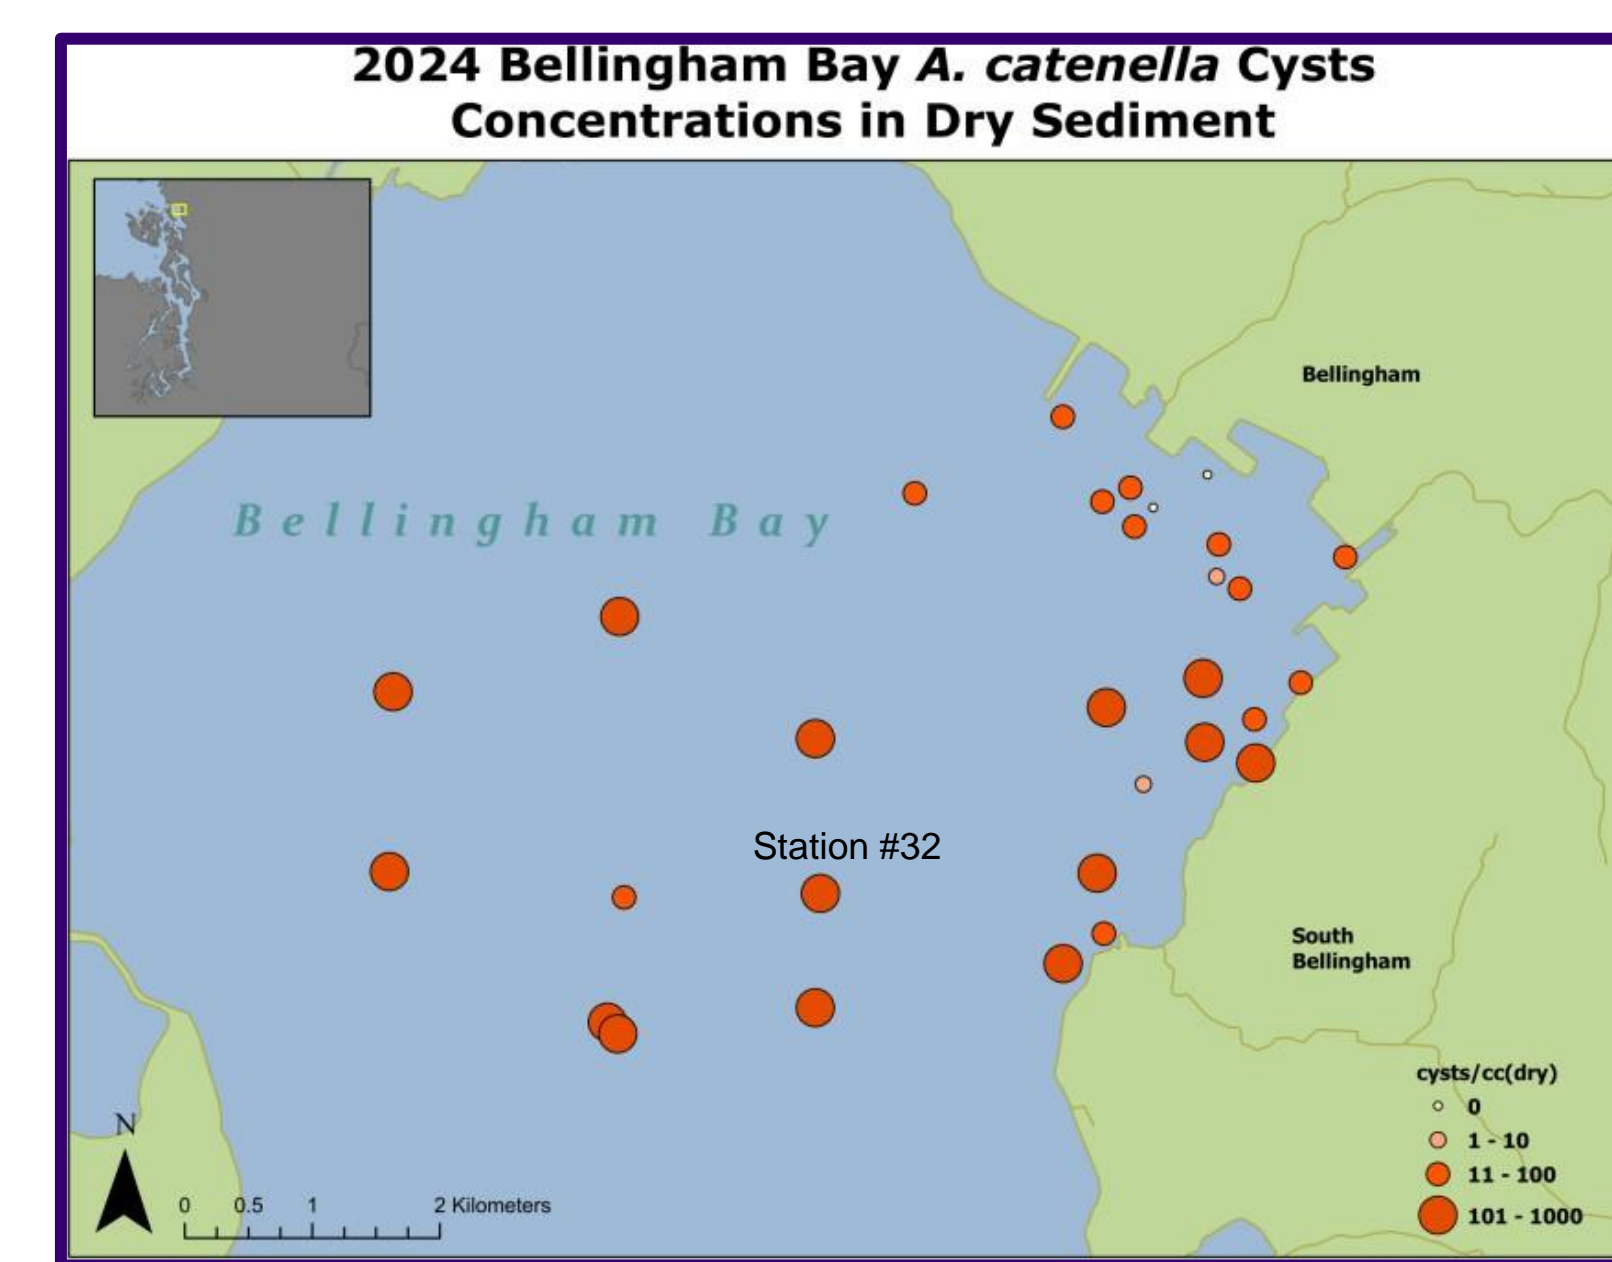 2024 Bellingham Bay A. catenella Cysts
Concentrations in Dry Sediment
Bellingham
Bellingham Bay
Station #32
South
Bellingham
cysts/cc(dry)
0
1 - 10
11 - 100
101 - 1000
N
0 0.5 1 2 Kilometers